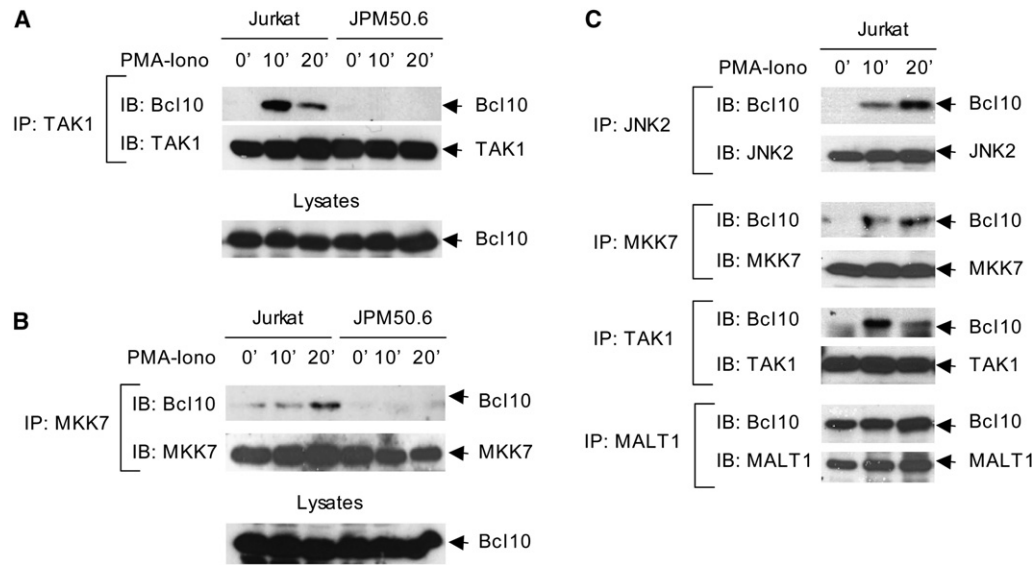 A
Jurkat JPM50.6
PMA-Iono 0’ 10’ 20’ 0’ 10’ 20’
IP: TAK1
IB: Bcl10 Bcl10
IB: TAK1 TAK1
Lysates
Bcl10
B
Jurkat JPM50.6
PMA-Iono 0’ 10’ 20’ 0’ 10’ 20’
IP: MKK7
IB: Bcl10 Bcl10
IB: MKK7 MKK7
Lysates
Bcl10
C
Jurkat
PMA-Iono 0’ 10’ 20’
IP: JNK2
IB: Bcl10 Bcl10
IB: JNK2 JNK2
IP: MKK7
IB: Bcl10 Bcl10
IB: MKK7 MKK7
IP: TAK1
IB: Bcl10 Bcl10
IB: TAK1 TAK1
IP: MALT1
IB: Bcl10 Bcl10
IB: MALT1 MALT1